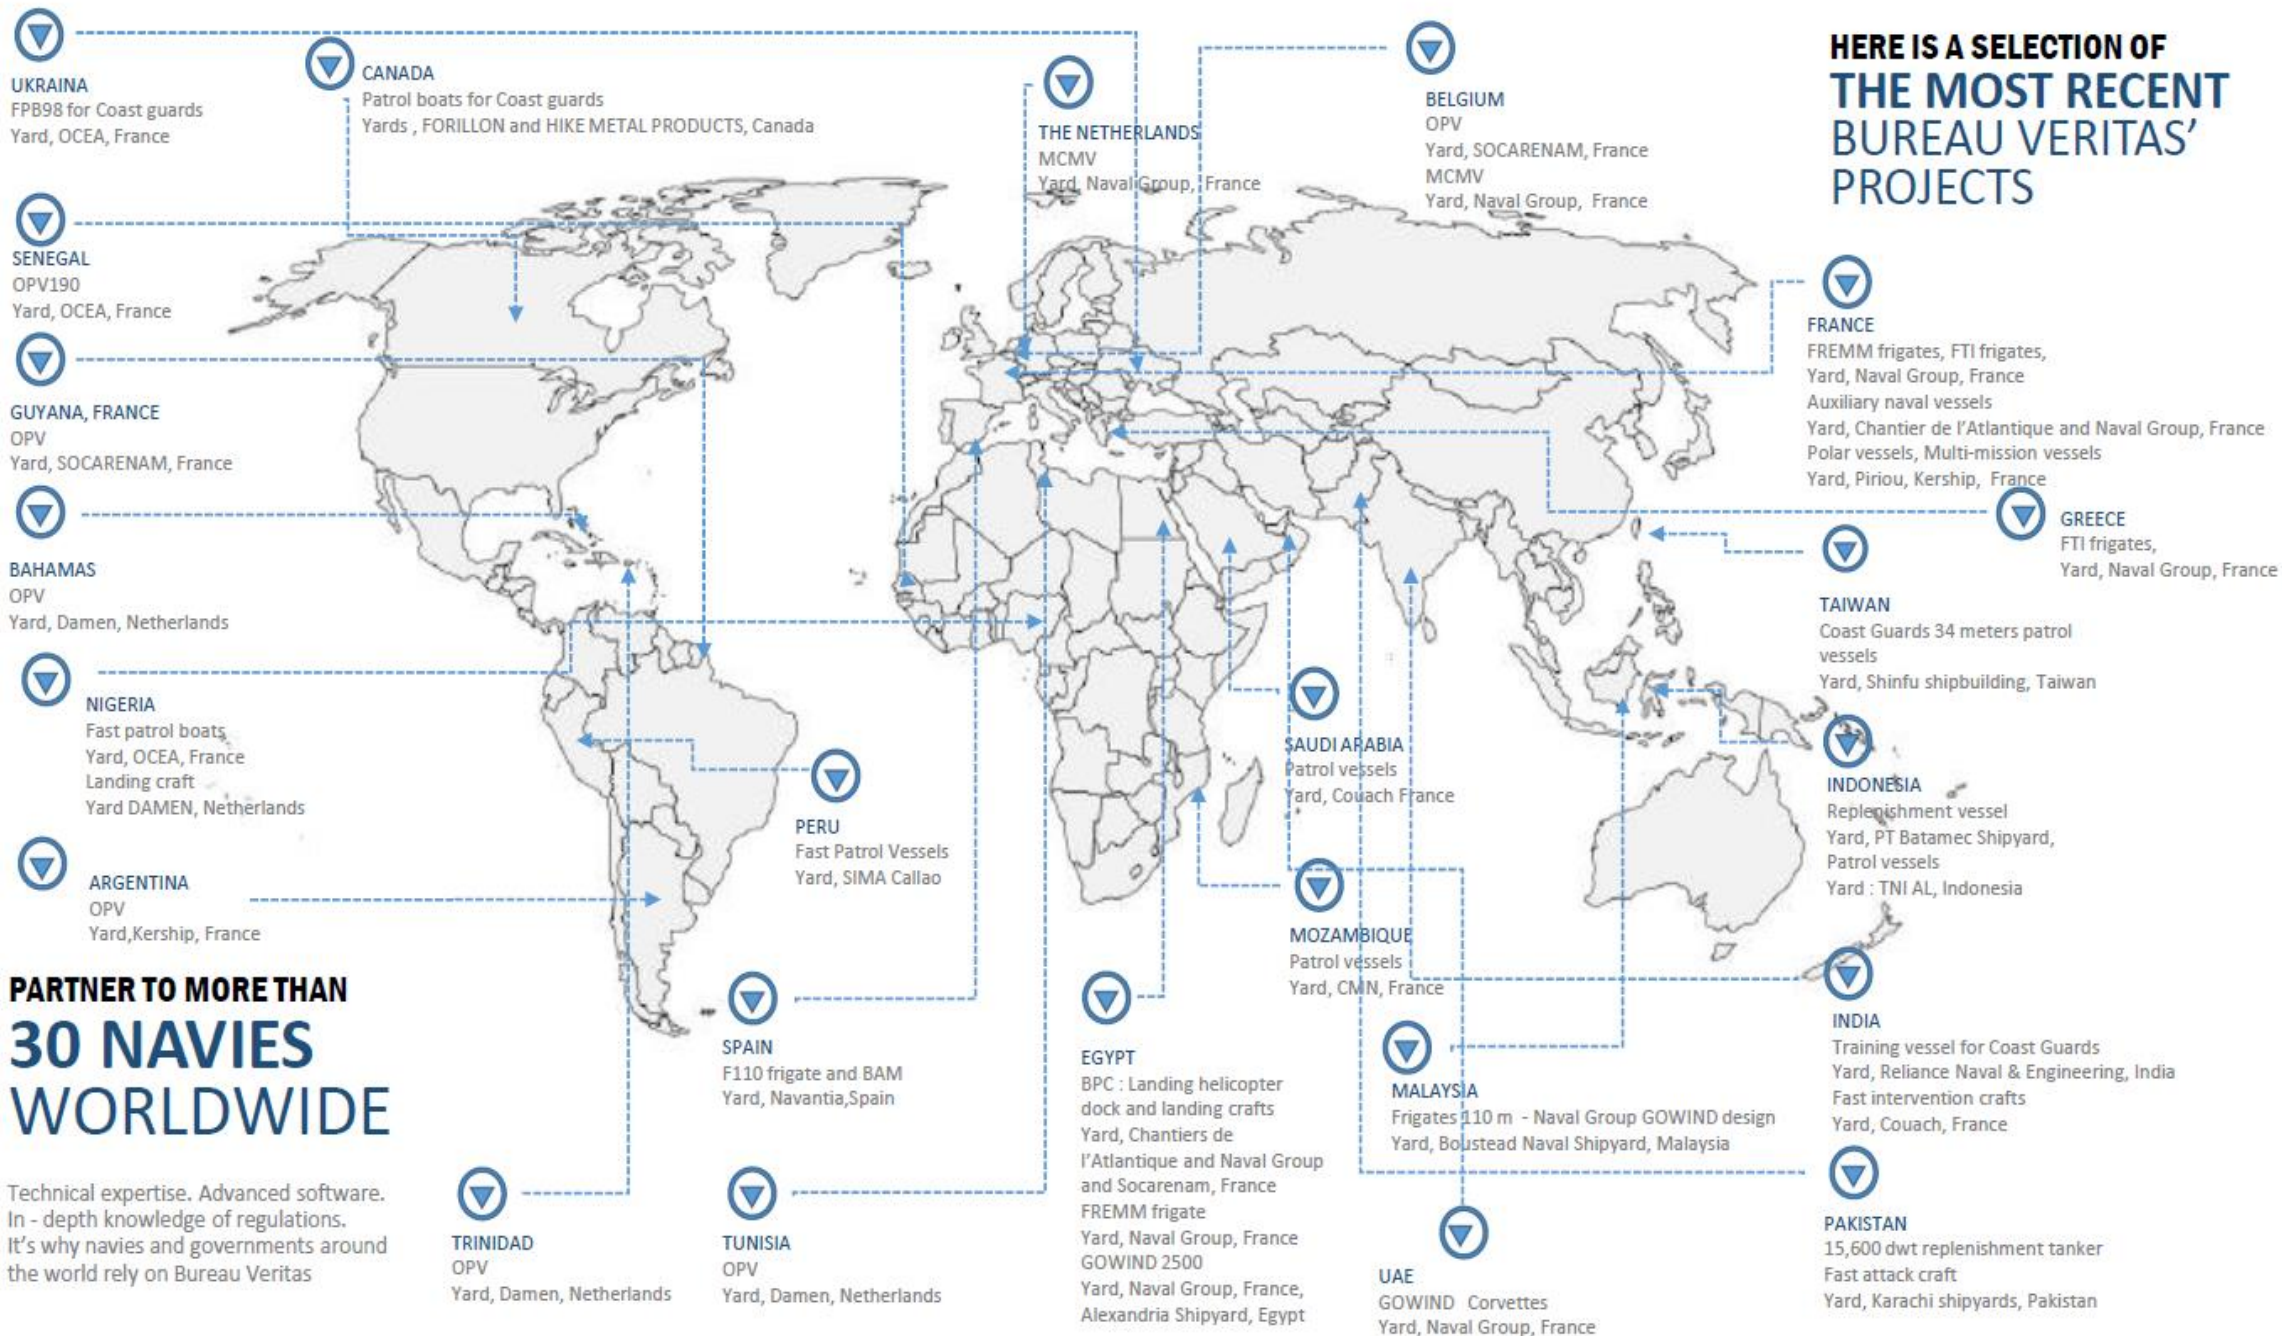 UKRAINA
FPB98 for Coast guards
Yard, OCEA, France
CANADA
Patrol boats for Coast guards
Yards , FORILLON and HIKE METAL PRODUCTS, Canada
THE NETHERLANDS
MCMV
Yard, Naval Group, France
BELGIUM
OPV
Yard, SOCARENAM, France
MCMV
Yard, Naval Group, France
HERE IS A SELECTION OF
THE MOST RECENT
BUREAU VERITAS’
PROJECTS
SENEGAL
OPV190
Yard, OCEA, France
GUYANA, FRANCE
OPV
Yard, SOCARENAM, France
BAHAMAS
OPV
Yard, Damen, Netherlands
NIGERIA
Fast patrol boats
Yard, OCEA, France
Landing craft
Yard DAMEN, Netherlands
ARGENTINA
OPV
Yard,Kership, France
FRANCE
FREMM frigates, FTI frigates,
Yard, Naval Group, France
Auxiliary naval vessels
Yard, Chantier de l’Atlantique and Naval Group, France
Polar vessels, Multi-mission vessels
Yard, Piriou, Kership, France
GREECE
FTI frigates,
Yard, Naval Group, France
TAIWAN
Coast Guards 34 meters patrol
vessels
Yard, Shinfu shipbuilding, Taiwan
INDONESIA
Replenishment vessel
Yard, PT Batamec Shipyard,
Patrol vessels
Yard : TNI AL, Indonesia
PERU
Fast Patrol Vessels
Yard, SIMA Callao
SAUDI ARABIA
Patrol vessels
Yard, Couach France
MOZAMBIQUE
Patrol vessels
Yard, CMN, France
PARTNER TO MORE THAN
30 NAVIES
WORLDWIDE
Technical expertise. Advanced software.
In - depth knowledge of regulations.
It’s why navies and governments around
the world rely on Bureau Veritas
SPAIN
F110 frigate and BAM
Yard, Navantia,Spain
TRINIDAD
OPV
Yard, Damen, Netherlands
TUNISIA
OPV
Yard, Damen, Netherlands
EGYPT
BPC : Landing helicopter
dock and landing crafts
Yard, Chantiers de
l’Atlantique and Naval Group
and Socarenam, France
FREMM frigate
Yard, Naval Group, France
GOWIND 2500
Yard, Naval Group, France,
Alexandria Shipyard, Egypt
MALAYSIA
Frigates 110 m - Naval Group GOWIND design
Yard, Boustead Naval Shipyard, Malaysia
UAE
GOWIND Corvettes
Yard, Naval Group, France
INDIA
Training vessel for Coast Guards
Yard, Reliance Naval & Engineering, India
Fast intervention crafts
Yard, Couach, France
PAKISTAN
15,600 dwt replenishment tanker
Fast attack craft
Yard, Karachi shipyards, Pakistan